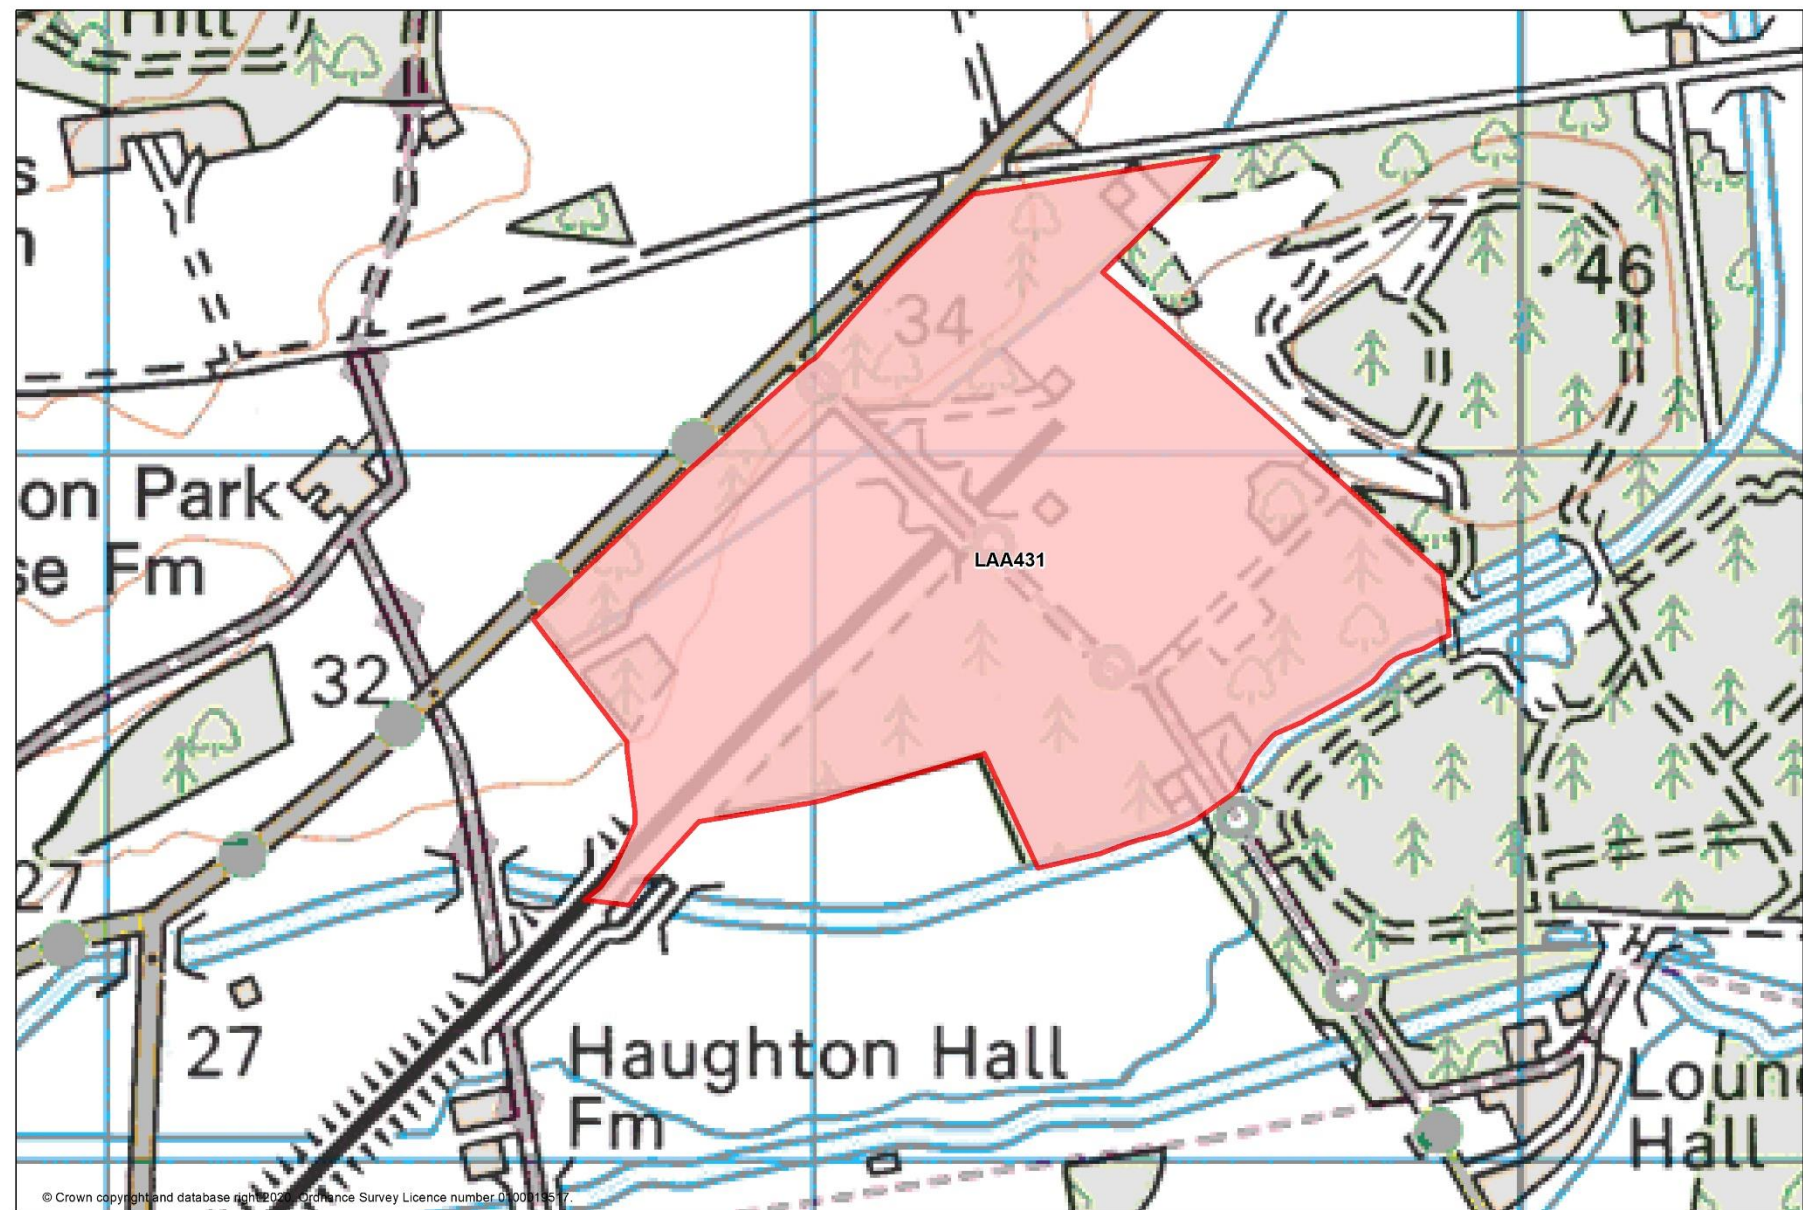 Hill
s
n
34
46
on Park
se Fm
LAA431
32
27
27
Haughton Hall
Fm
Loun
Hall
© Crown copyright and database right 2020. Ordnance Survey Licence number 0100019517.